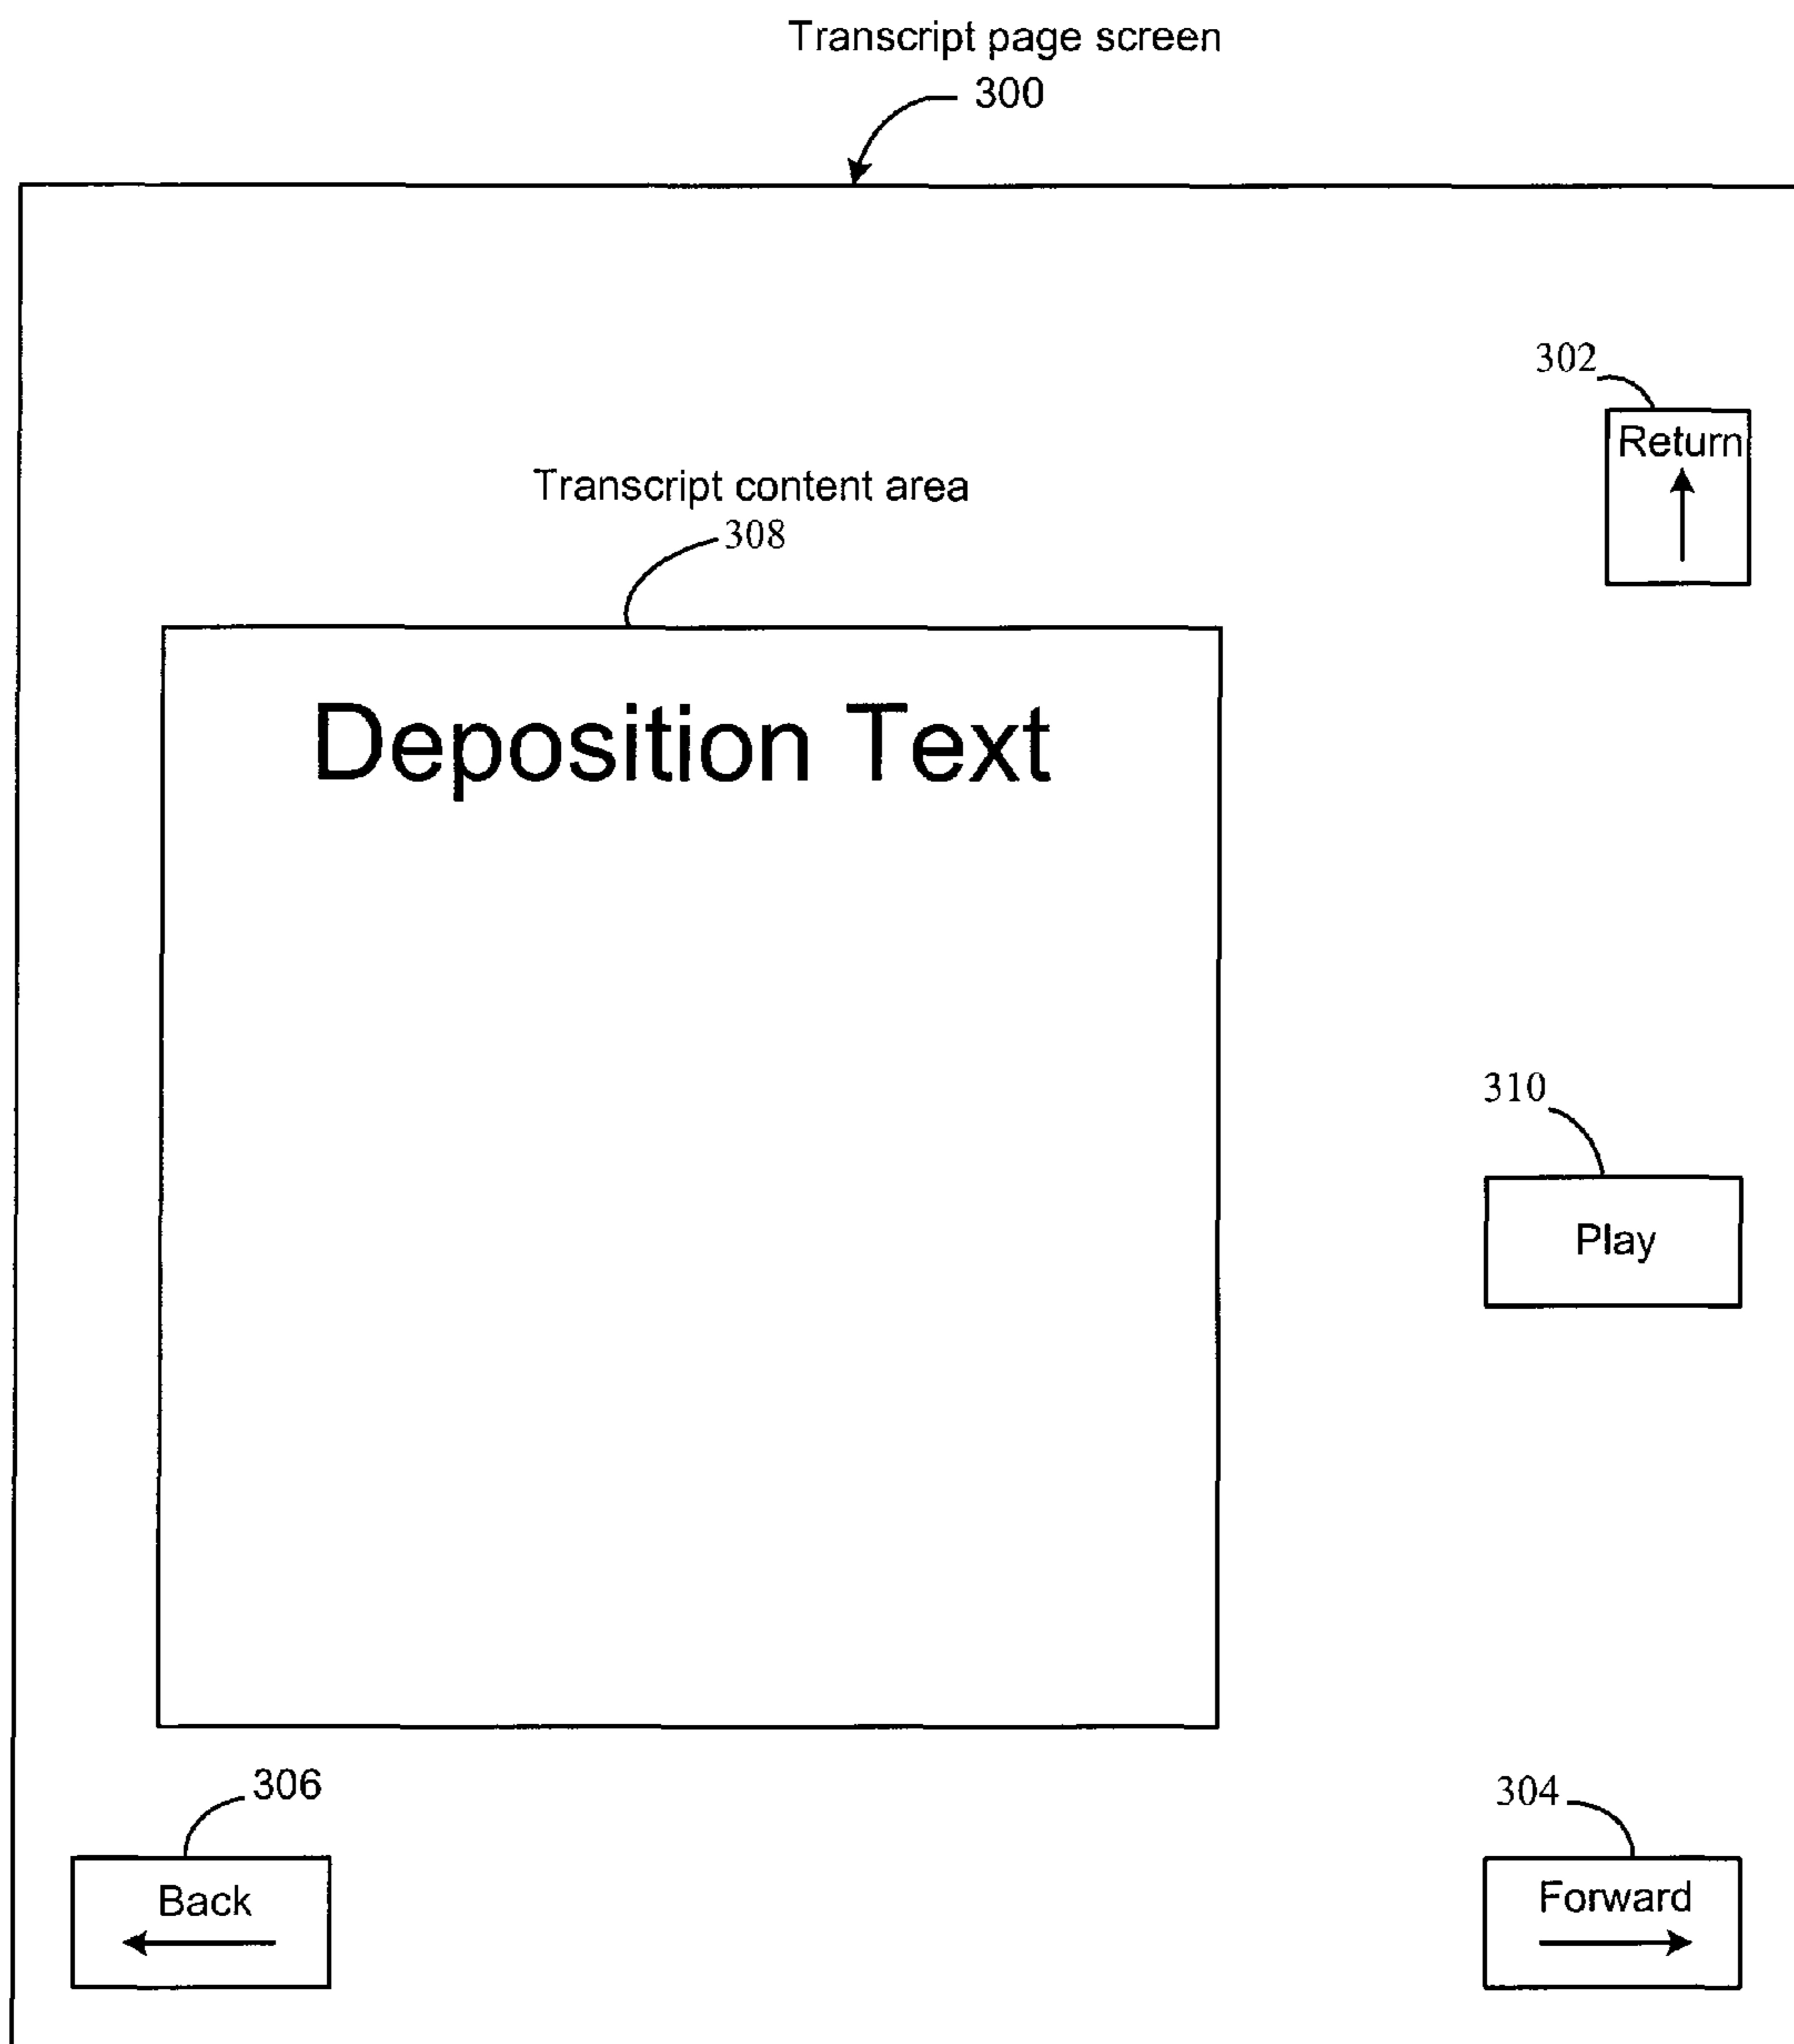 Transcript page screen
300
302
Return
Transcript content area
308
Deposition Text
310
Play
306
304
Back
Forward